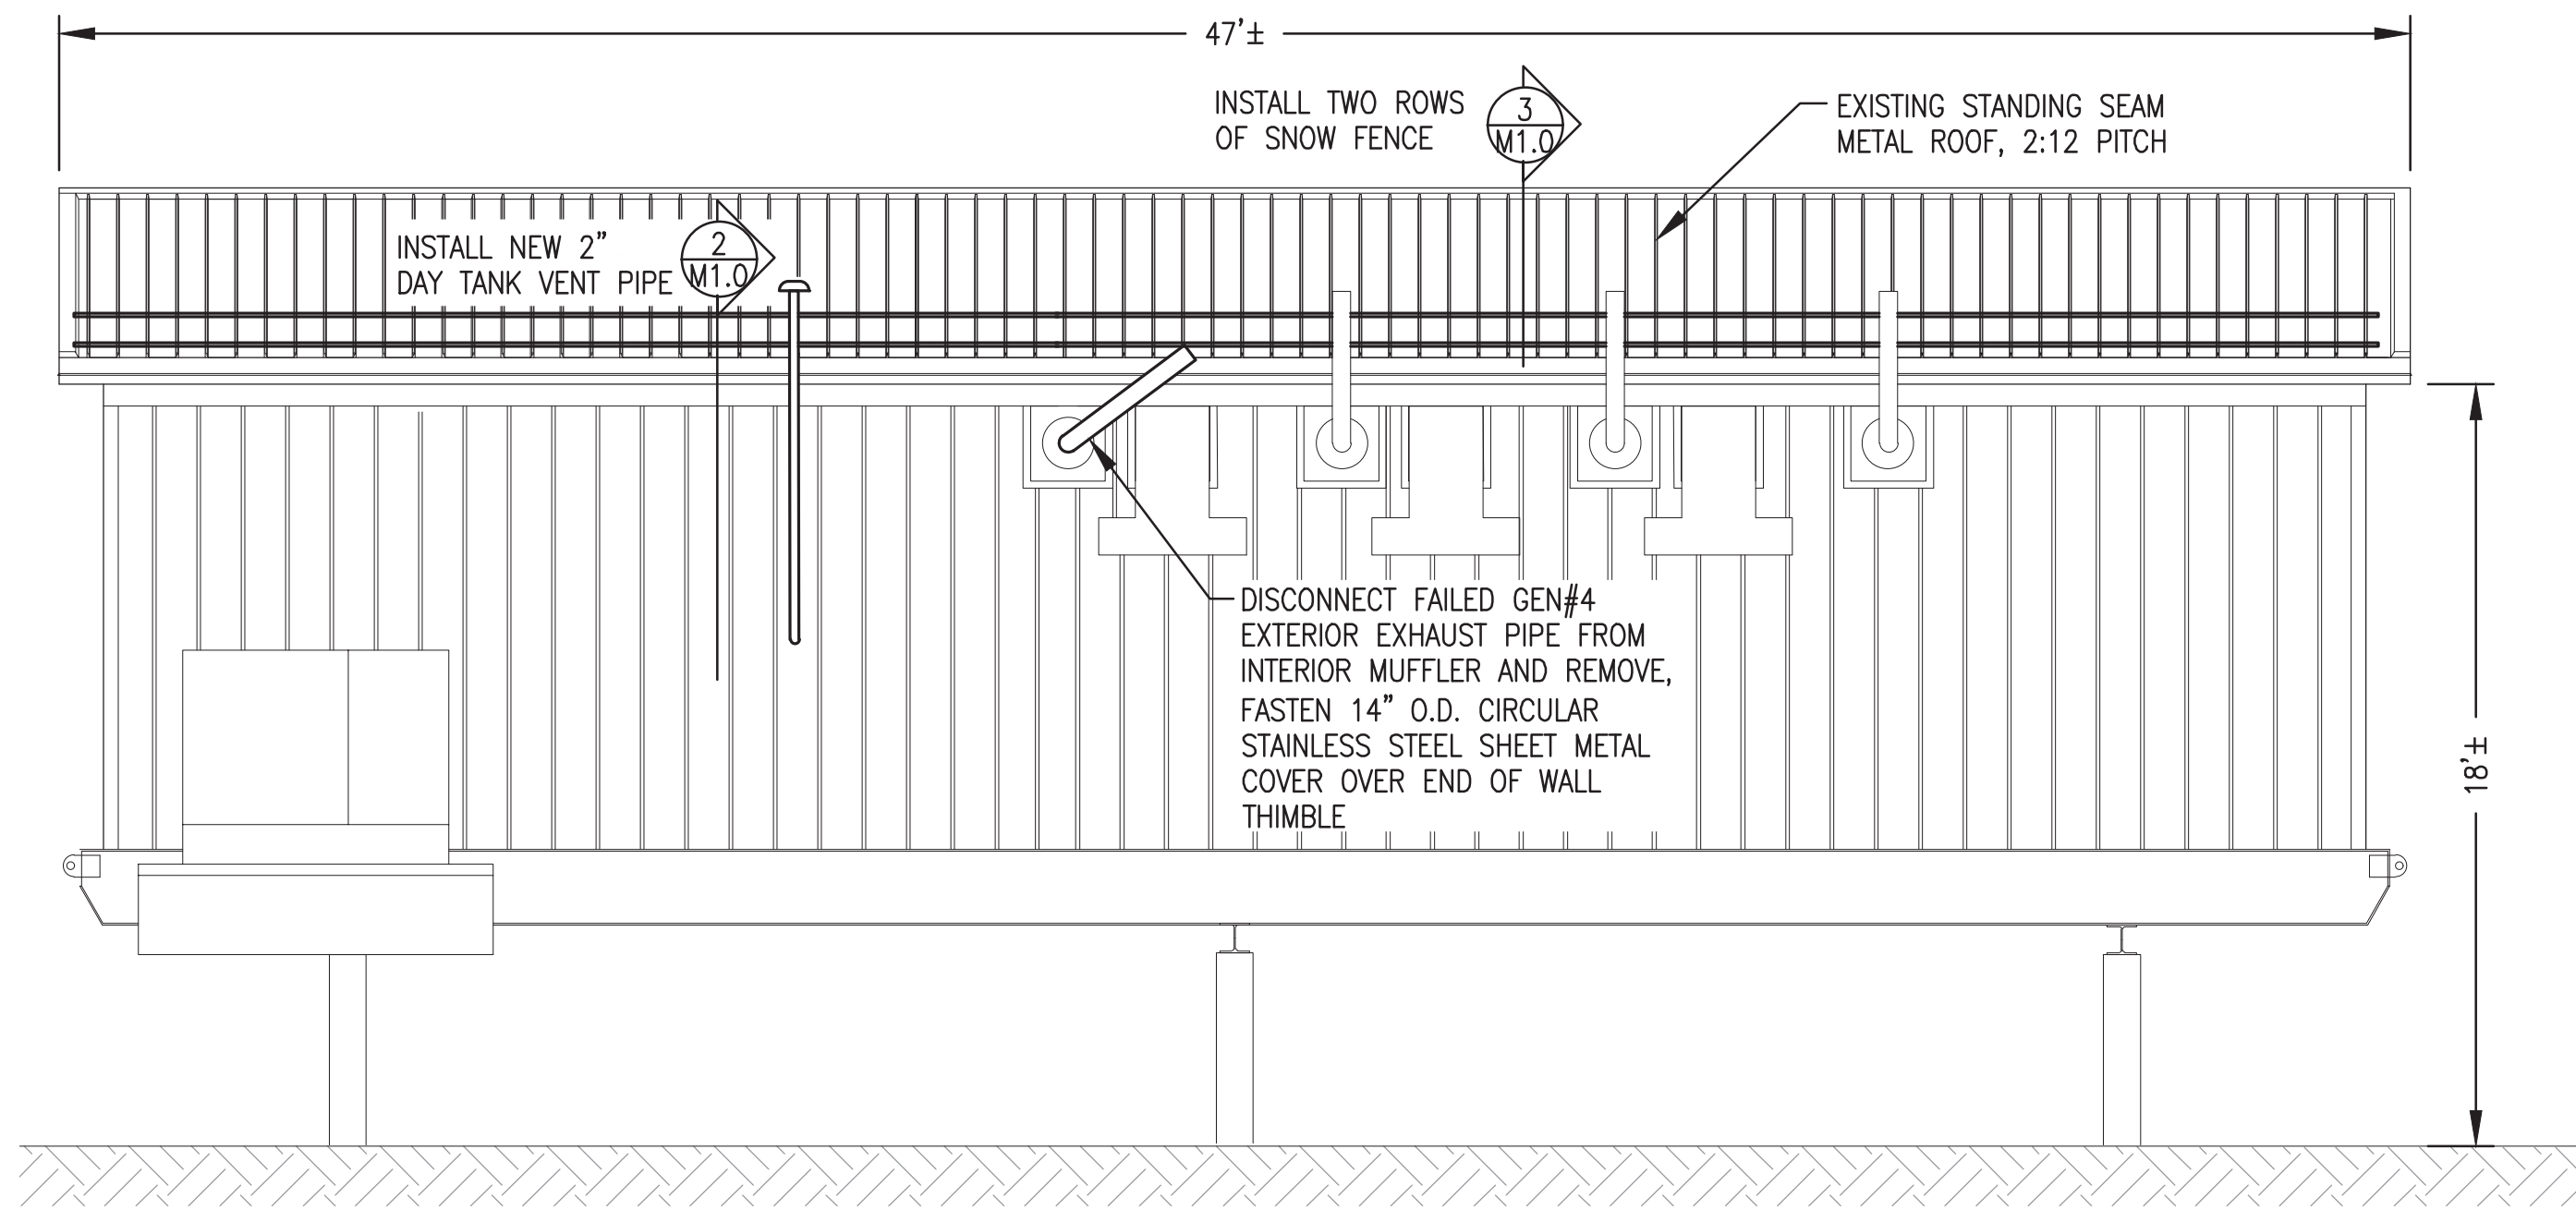 47'±
INSTALL TWO ROWS
OF SNOW FENCE
3
M1.0
EXISTING STANDING SEAM
METAL ROOF, 2:12 PITCH
INSTALL NEW 2"
DAY TANK VENT PIPE
2
M1.0
DISCONNECT FAILED GEN#4
EXTERIOR EXHAUST PIPE FROM
INTERIOR MUFFLER AND REMOVE,
FASTEN 14" O.D. CIRCULAR
STAINLESS STEEL SHEET METAL
COVER OVER END OF WALL
THIMBLE
18'±